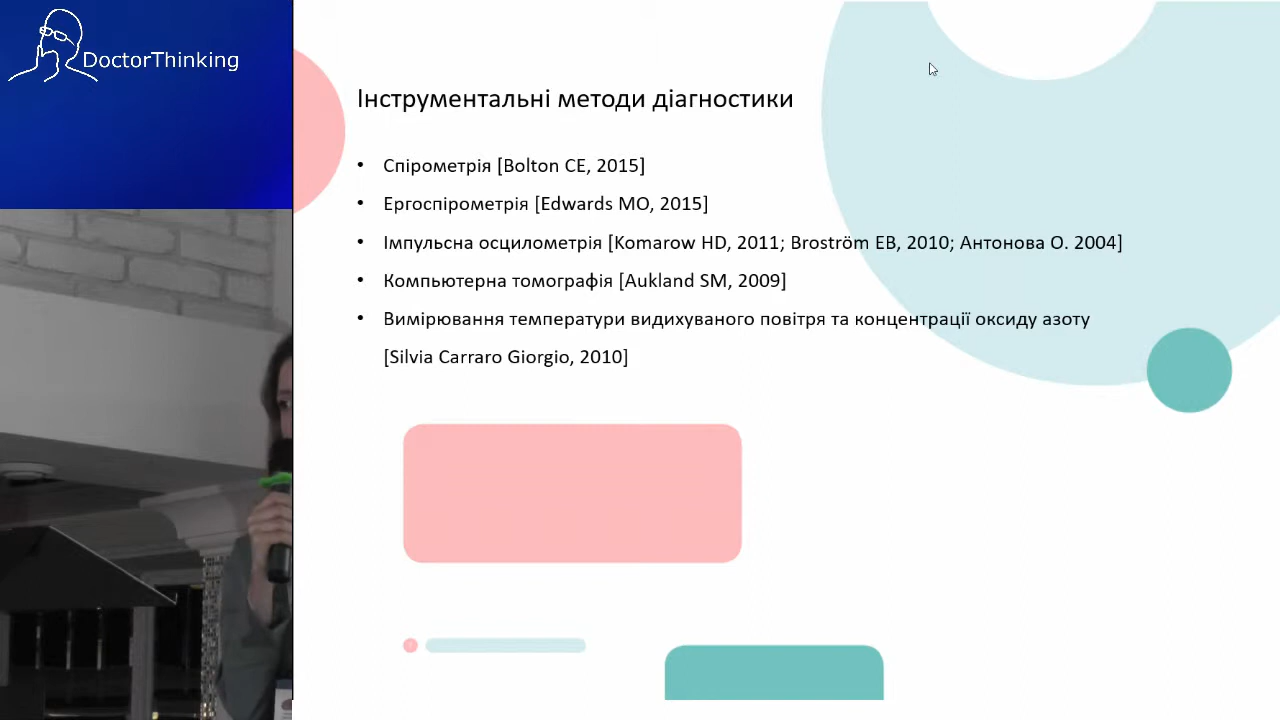 DoctorThinking
Інструментальні методи діагностики
• Спірометрія [Bolton CE, 2015]
• Ергоспірометрія [Edwards MO, 2015]
• Імпульсна осцилометрія [Komarow HD, 2011; Broström EB, 2010; Антонова О. 2004]
• Компьютерна томографія [Aukland SM, 2009]
• Вимірювання температури видихуваного повітря та концентрації оксиду азоту
[Silvia Carraro Giorgio, 2010]